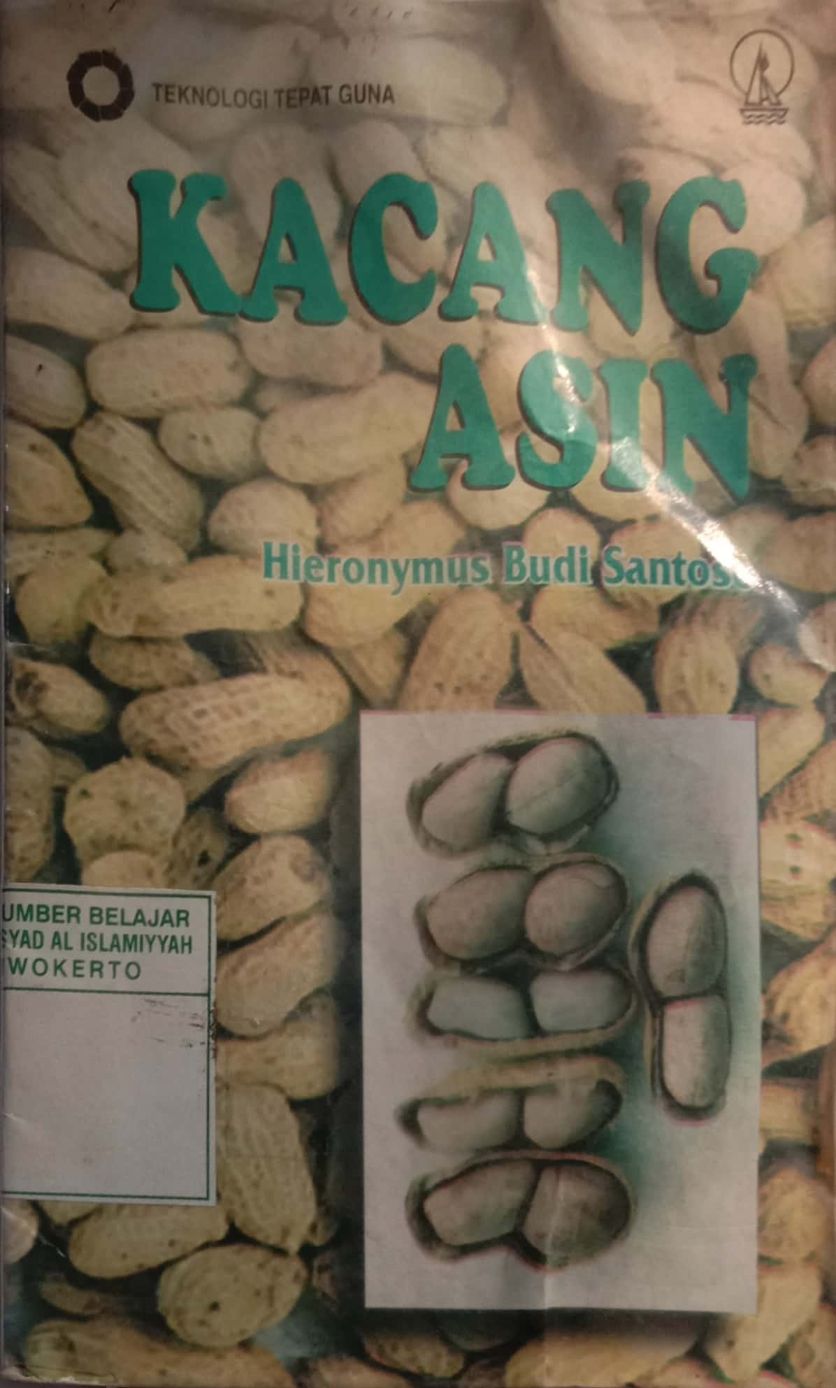 TEKNOLOGI TEPAT GUNA
KACANG
ASIN
Hieronymus Budi Santoso
UMBER BELAJAR
SYAD AL ISLAMIYYAH
WOKERTO